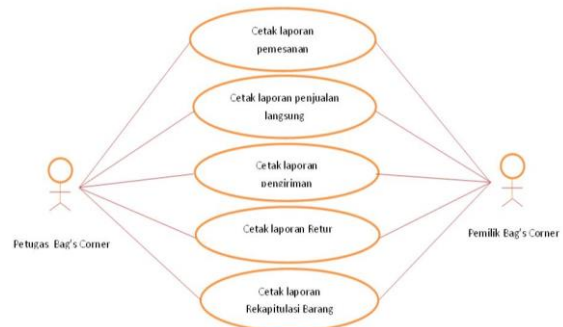 Cetak laporan
pemesanan
Cetak laporan penjualan
langsung
Cetak laporan
pengiriman
Cetak laporan Retur
Cetak laporan
Rekapitulasi Barang
Petugas Bag's Corner
Pemilik Bag's Corner